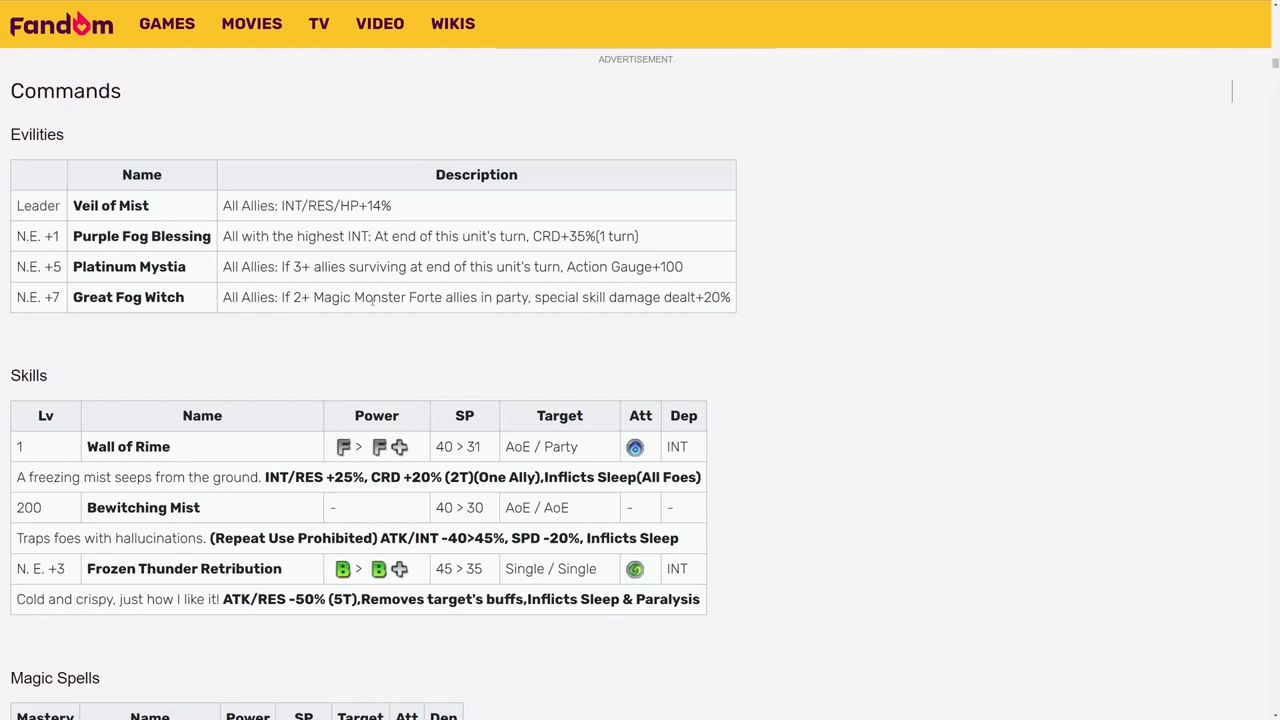 Fandom GAMES MOVIES TV VIDEO WIKIS
ADVERTISEMENT
Commands
Evilities
Name Description
Leader Veil of Mist All Allies: INT/RES/HP+14%
N.E. +1 Purple Fog Blessing All with the highest INT: At end of this unit's turn, CRD+35%(1 turn)
N.E. +5 Platinum Mystia All Allies: If 3+ allies surviving at end of this unit's turn, Action Gauge+100
N.E. +7 Great Fog Witch All Allies: If 2+ Magic Monster Forte allies in party, special skill damage dealt+20%
Skills
Lv Name Power SP Target Att Dep
1 Wall of Rime F > F + 40 > 31 AoE / Party INT
A freezing mist seeps from the ground. INT/RES +25%, CRD +20% (2T)(One Ally),Inflicts Sleep(All Foes)
200 Bewitching Mist - 40 > 30 AoE / AoE - -
Traps foes with hallucinations. (Repeat Use Prohibited) ATK/INT -40>45%, SPD -20%, Inflicts Sleep
N. E. +3 Frozen Thunder Retribution B > B + 45 > 35 Single / Single INT
Cold and crispy, just how I like it! ATK/RES -50% (5T),Removes target's buffs,Inflicts Sleep & Paralysis
Magic Spells
Mastery Name Power SP Target Att Dep